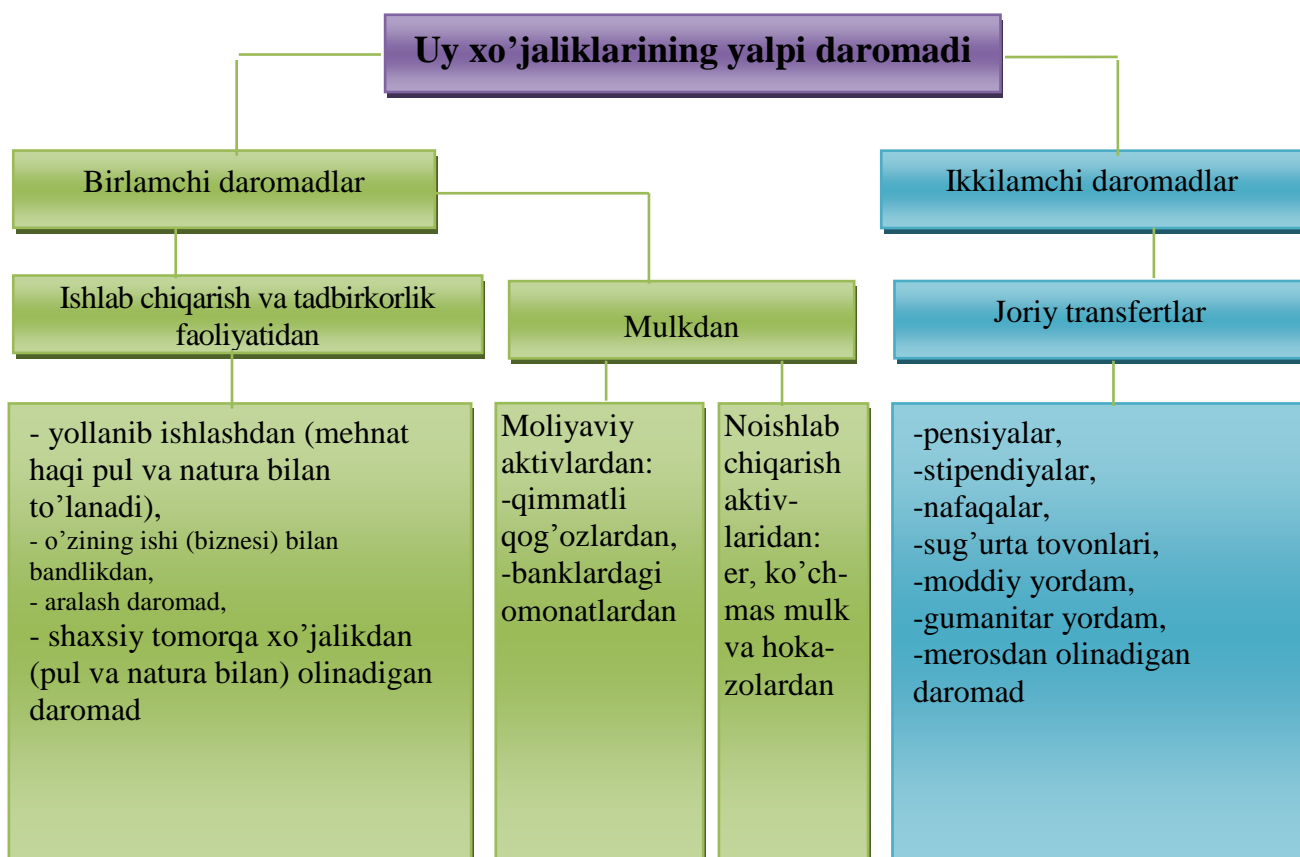 Uy xo’jaliklarining yalpi daromadi
Birlamchi daromadlar
Ikkilamchi daromadlar
Ishlab chiqarish va tadbirkorlik
faoliyatidan
Mulkdan
Joriy transfertlar
- yollanib ishlashdan (mehnat
haqi pul va natura bilan
to’lanadi),
- o’zining ishi (biznesi) bilan
bandlikdan,
- aralash daromad,
- shaxsiy tomorqa xo’jalikdan
(pul va natura bilan) olinadigan
daromad
Moliyaviy
aktivlardan:
-qimmatli
qog’ozlardan,
-banklardagi
omonatlardan
Noishlab
chiqarish
aktiv-
laridan:
er, ko’ch-
mas mulk
va hoka-
zolardan
-pensiyalar,
-stipendiyalar,
-nafaqalar,
-sug’urta tovonlari,
-moddiy yordam,
-gumanitar yordam,
-merosdan olinadigan
daromad